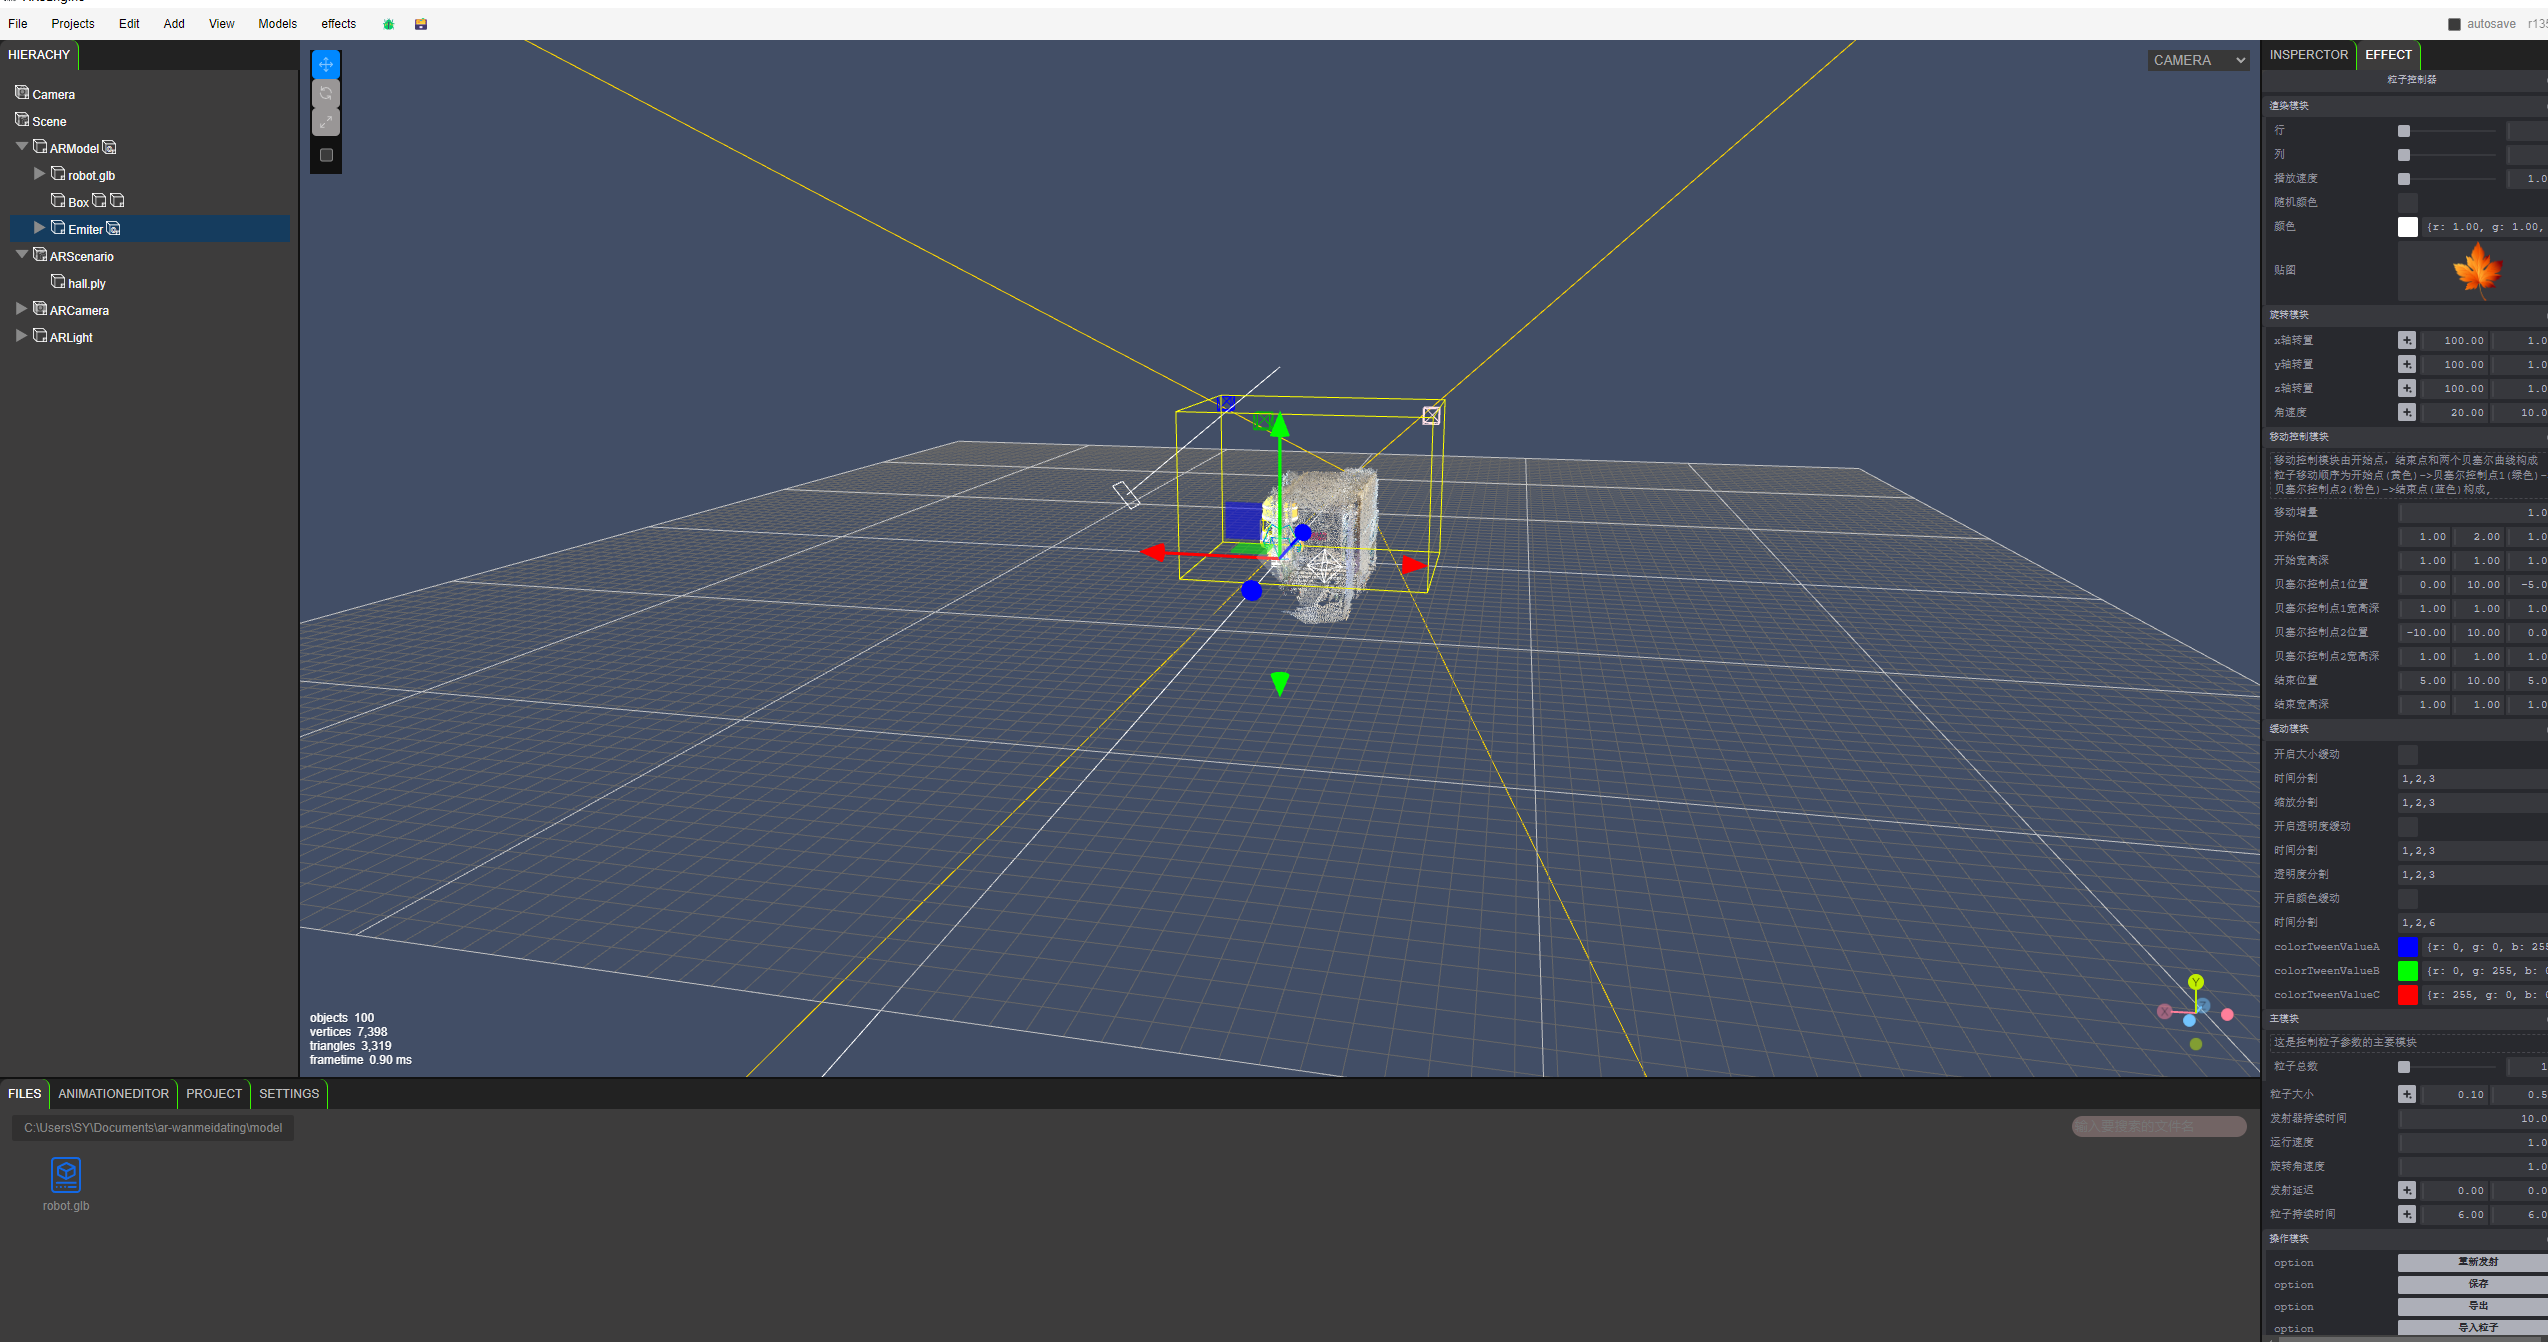 File Projects Edit Add View Models effects autosave
HIERACHY
Camera
Scene
ARModel
robot.glb
Box
Emiter
ARScenario
hall.ply
ARCamera
ARLight
CAMERA
objects 100
vertices 7,398
triangles 3,319
frametime 0.90 ms
Y
X
INSPERCTOR EFFECT
粒子控制器
渲染模块
行
列
播放速度 1.0
随机颜色
颜色 {r: 1.00, g: 1.00,
贴图
旋转模块
x轴转置 100.00 1.0
y轴转置 100.00 1.0
z轴转置 100.00 1.0
角速度 20.00 10.0
移动控制模块
移动控制模块由开始点, 结束点和两个贝塞尔曲线构成
粒子移动顺序为开始点(黄色)->贝塞尔控制点1(绿色)-
贝塞尔控制点2(粉色)->结束点(蓝色)构成,
移动增量 1.0
开始位置 1.00 2.00 1.0
开始宽高深 1.00 1.00 1.0
贝塞尔控制点1位置 0.00 10.00 -5.0
贝塞尔控制点1宽高深 1.00 1.00 1.0
贝塞尔控制点2位置 -10.00 10.00 0.0
贝塞尔控制点2宽高深 1.00 1.00 1.0
结束位置 5.00 10.00 5.0
结束宽高深 1.00 1.00 1.0
缓动模块
开启大小缓动
时间分割 1,2,3
缩放分割 1,2,3
开启透明度缓动
时间分割 1,2,3
透明度分割 1,2,3
开启颜色缓动
时间分割 1,2,6
colorTweenValueA {r: 0, g: 0, b: 255
colorTweenValueB {r: 0, g: 255, b: 0
colorTweenValueC {r: 255, g: 0, b: 0
主模块
这是控制粒子参数的主要模块
粒子总数 1
粒子大小 0.10 0.5
发射器持续时间 10.0
运行速度 1.0
旋转角速度 1.0
发射延迟 0.00 0.0
粒子持续时间 6.00 6.0
操作模块
option 重新发射
option 保存
option 导出
option 导入粒子
FILES ANIMATIONEDITOR PROJECT SETTINGS
C:\Users\SY\Documents\ar-wanmeidating\model
输入要搜索的文件名
robot.glb